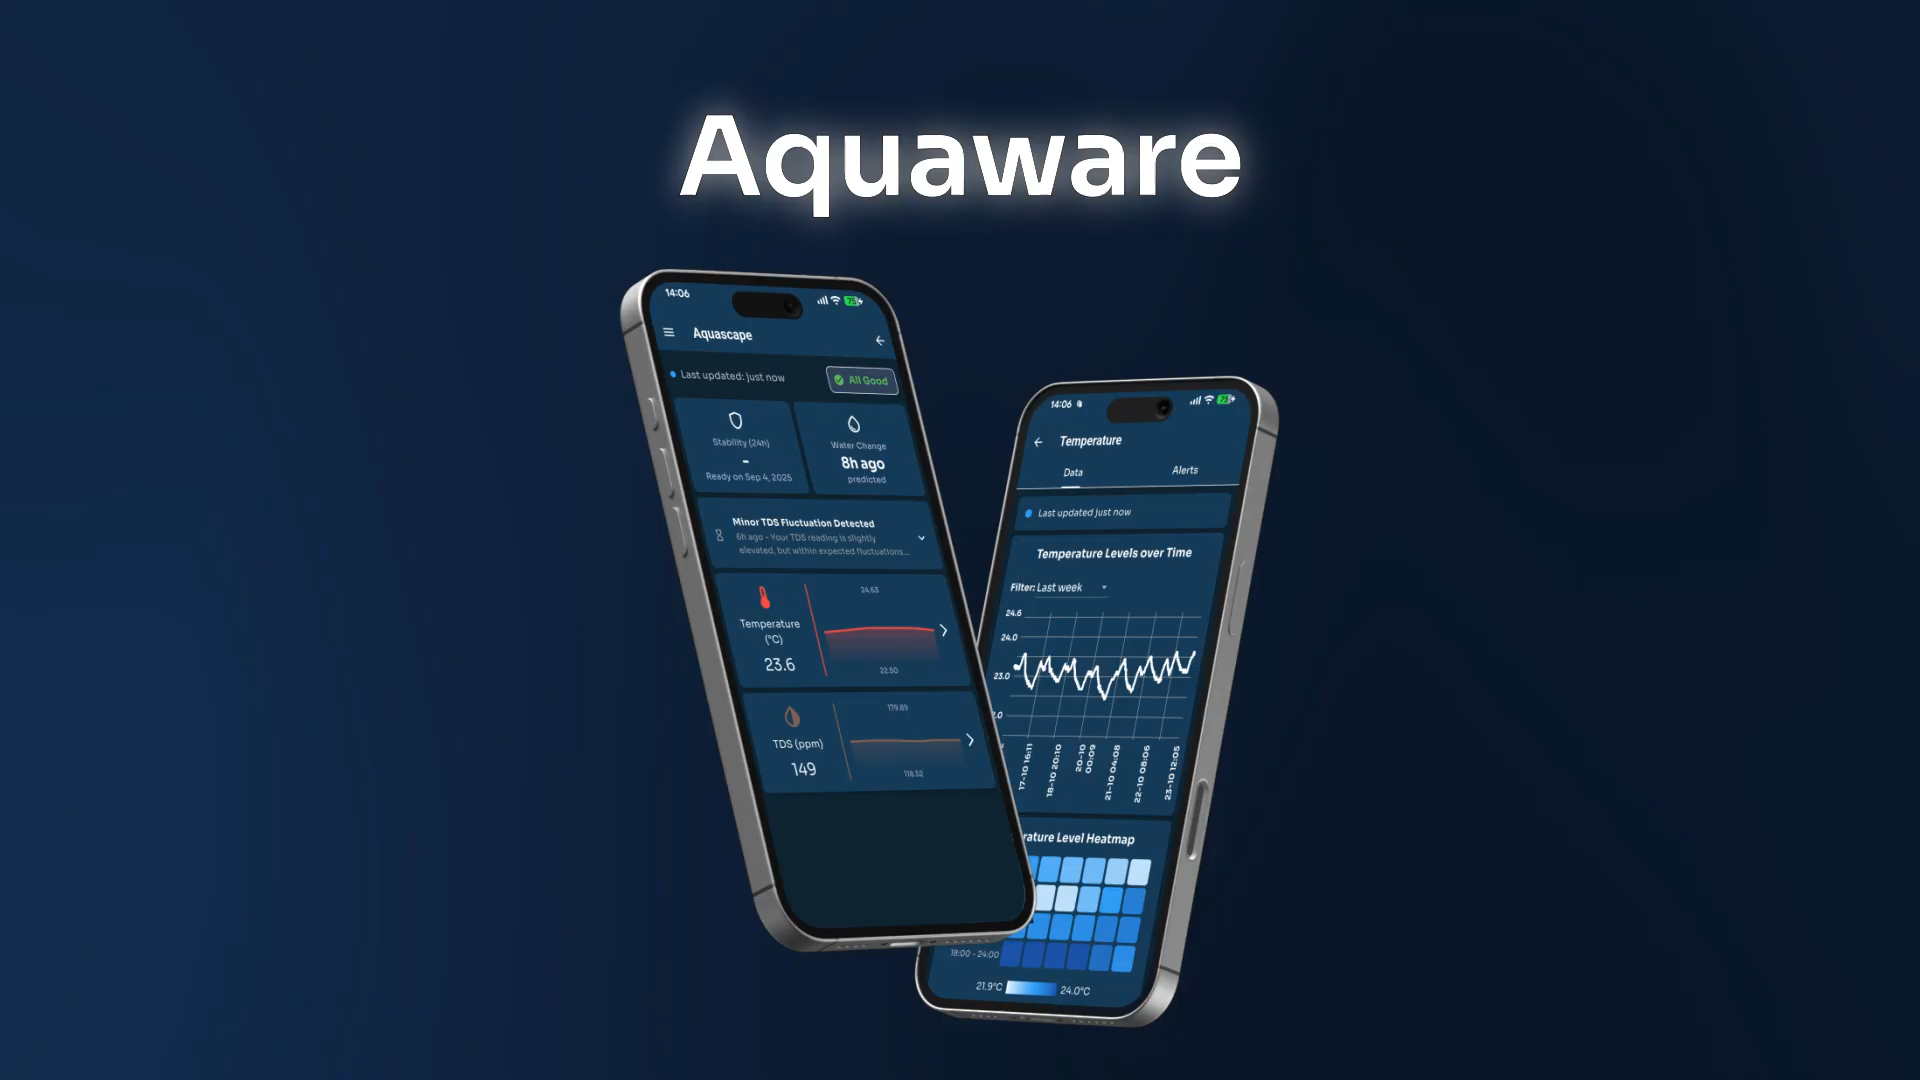 Aquaware
14:06
75
Aquascape
Last updated: just now
All Good
Stability (24h)
-
Ready on Sep 4, 2025
Water Change
8h ago
predicted
Minor TDS Fluctuation Detected
6h ago - Your TDS reading is slightly
elevated, but within expected fluctuations...
Temperature
(°C)
23.6
24.63
22.50
TDS (ppm)
149
179.89
118.52
14:06
75
Temperature
Data
Alerts
Last updated just now
Temperature Levels over Time
Filter: Last week
24.6
24.0
23.0
2.0
17-10 16:11
18-10 20:10
20-10
00:09
21-10 04:08
22-10 08:06
23-10 12:05
rature Level Heatmap
18:00 - 24:00
21.9°C
24.0°C